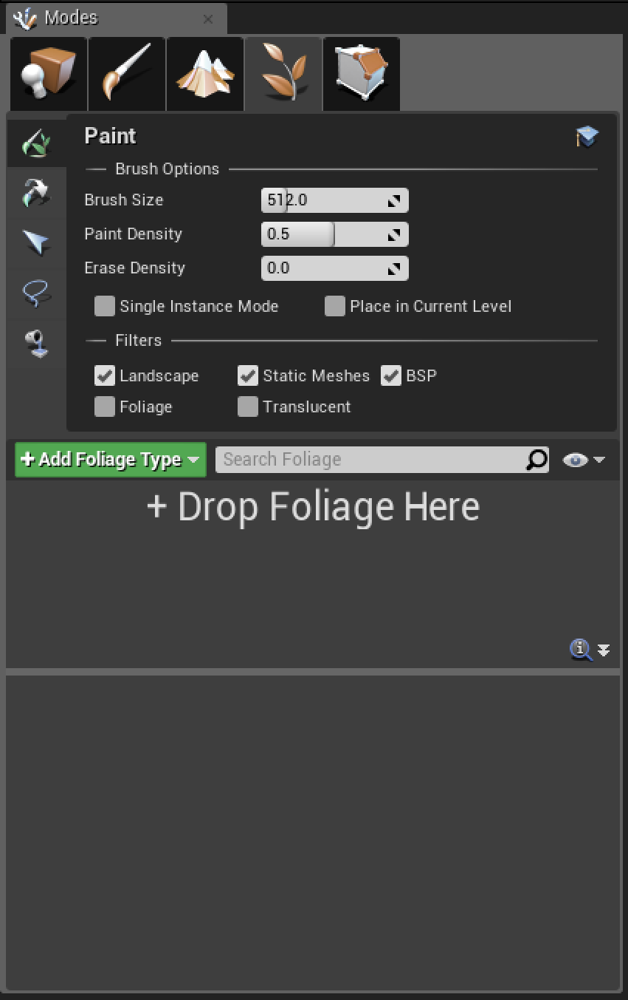 Modes
Paint
Brush Options
Brush Size 512.0
Paint Density 0.5
Erase Density 0.0
Single Instance Mode Place in Current Level
Filters
Landscape Static Meshes BSP
Foliage Translucent
+ Add Foliage Type Search Foliage
+ Drop Foliage Here